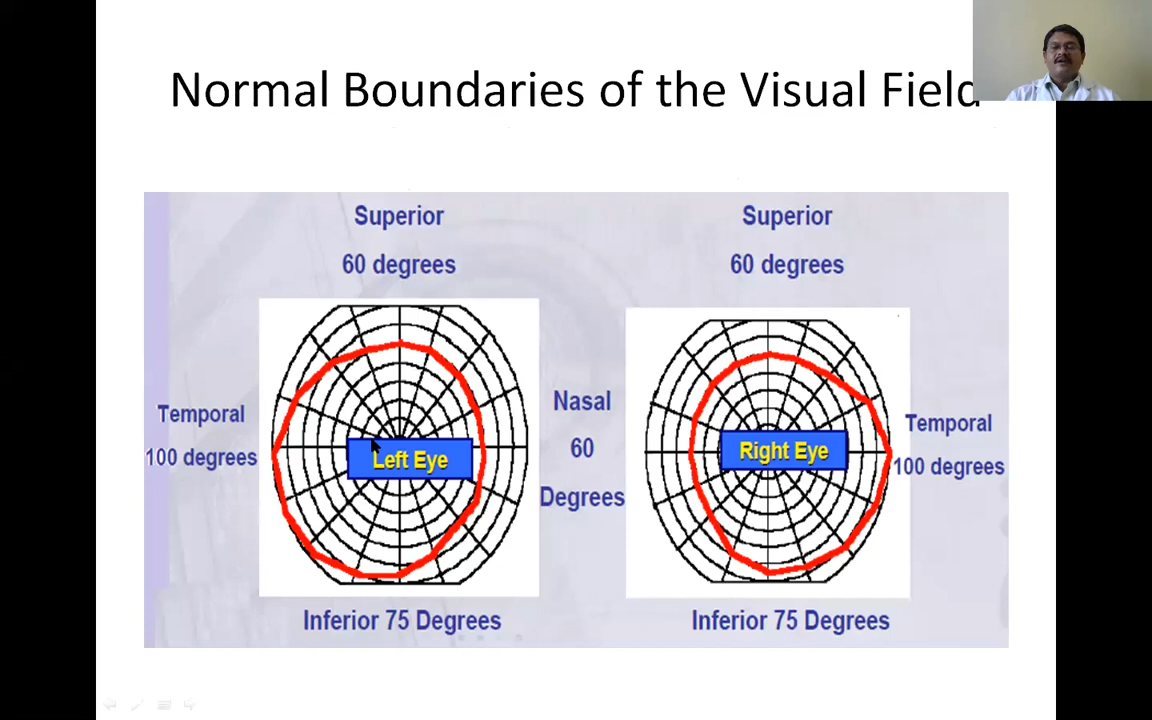 Normal Boundaries of the Visual Field
Superior
60 degrees
Superior
60 degrees
Temporal
100 degrees
Left Eye
Nasal
60
Degrees
Right Eye
Temporal
100 degrees
Inferior 75 Degrees
Inferior 75 Degrees